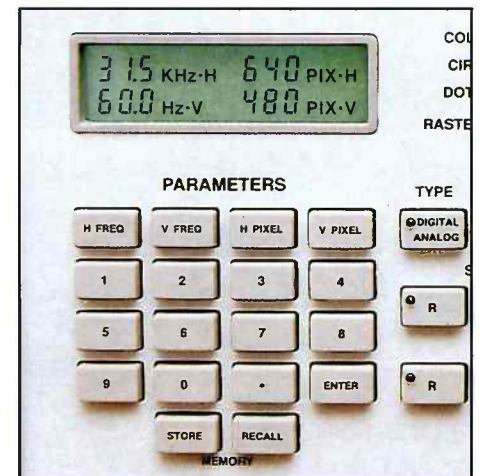 31.5 KHz·H 640 PIX·H
60.0 Hz·V 480 PIX·V
COL
CIR
DOT
RASTE
PARAMETERS
TYPE
H FREQ V FREQ H PIXEL V PIXEL
DIGITAL
ANALOG
1 2 3 4
S
R
5 6 7 8
9 0 · ENTER
R
STORE RECALL
MEMORY